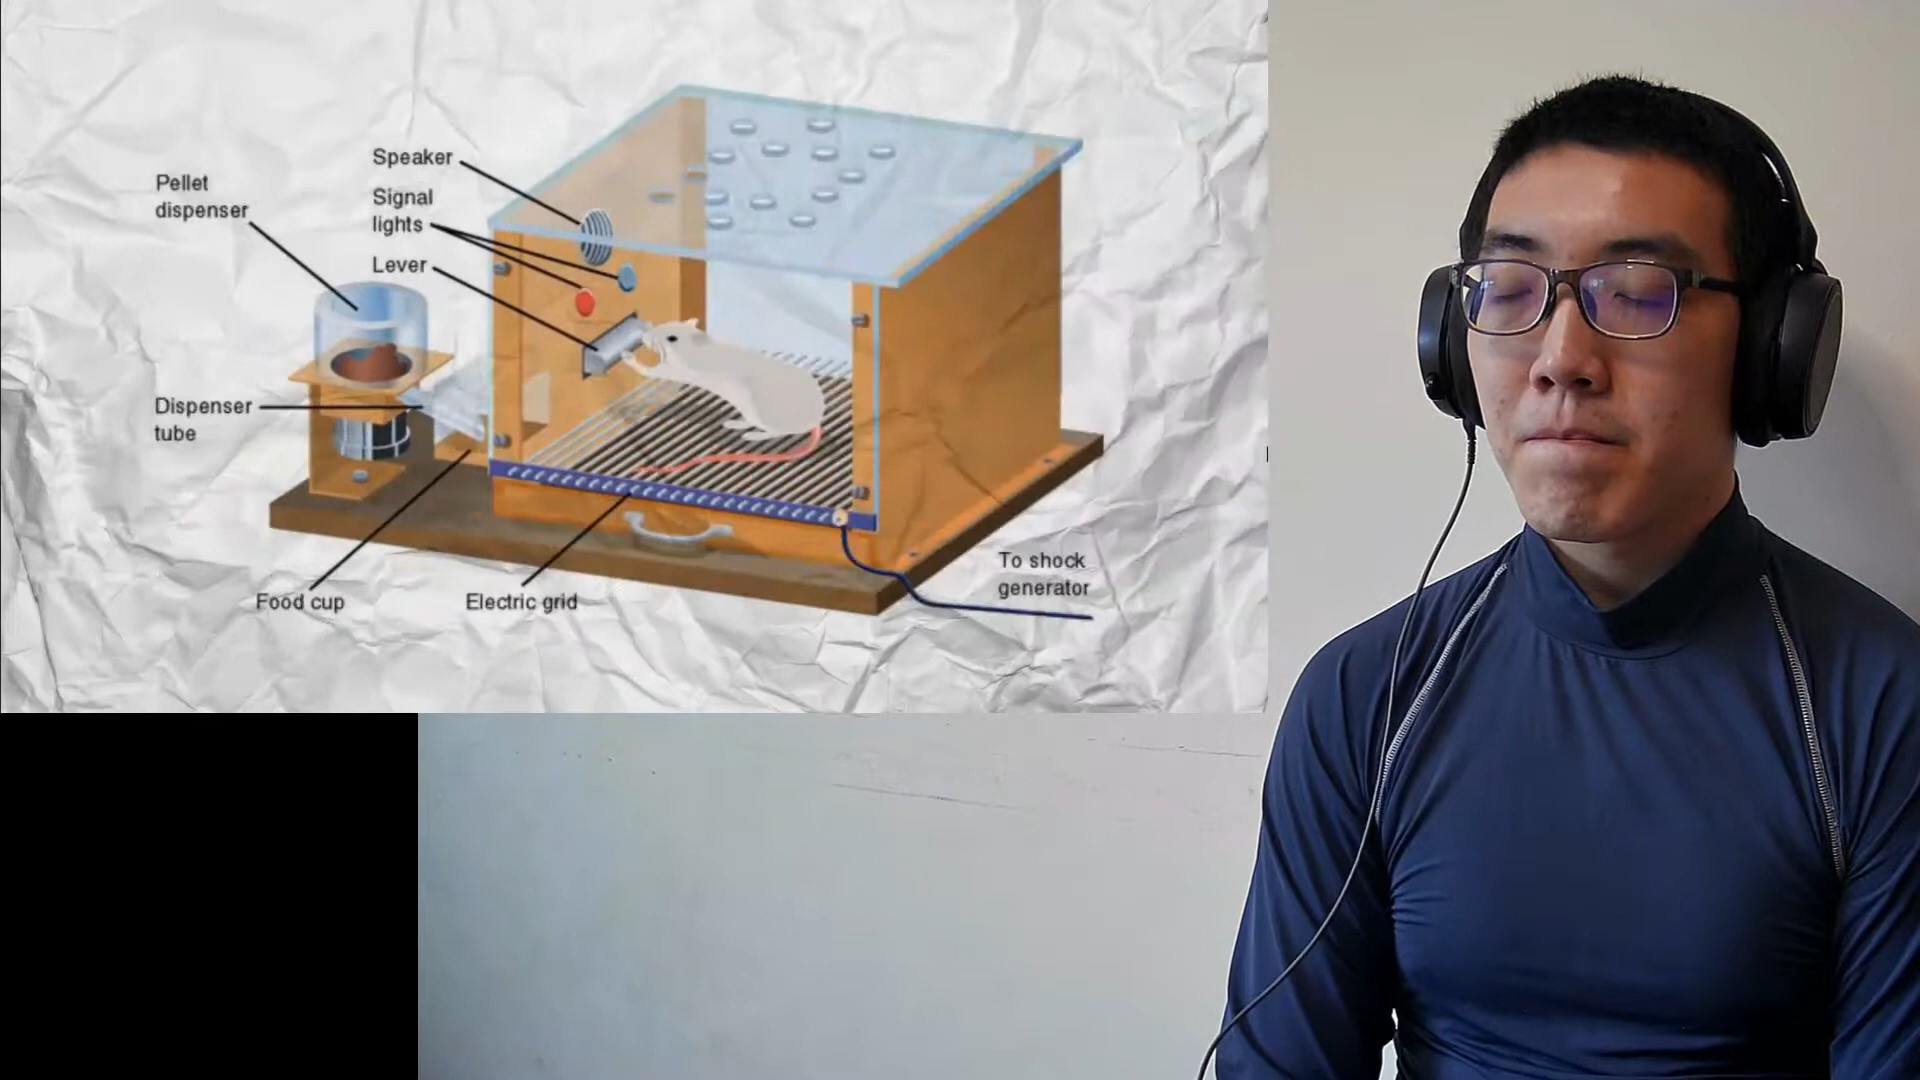 Speaker
Pellet
dispenser
Signal
lights
Lever
Dispenser
tube
To shock
generator
Food cup
Electric grid